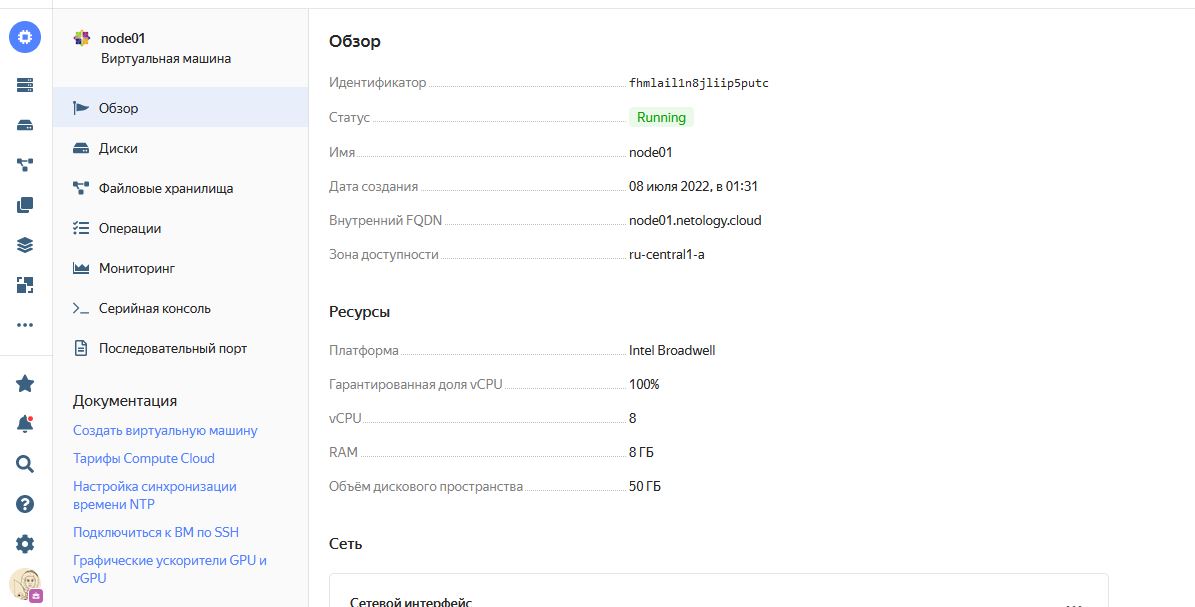 node01
Виртуальная машина
Обзор
Диски
Файловые хранилища
Операции
Мониторинг
Серийная консоль
Последовательный порт
Документация
Создать виртуальную машину
Тарифы Compute Cloud
Настройка синхронизации
времени NTP
Подключиться к ВМ по SSH
Графические ускорители GPU и
vGPU
Обзор
Идентификатор fhmlail1n8jliip5putc
Статус Running
Имя node01
Дата создания 08 июля 2022, в 01:31
Внутренний FQDN node01.netology.cloud
Зона доступности ru-central1-a
Ресурсы
Платформа Intel Broadwell
Гарантированная доля vCPU 100%
vCPU 8
RAM 8 ГБ
Объём дискового пространства 50 ГБ
Сеть
Сетевой интерфейс